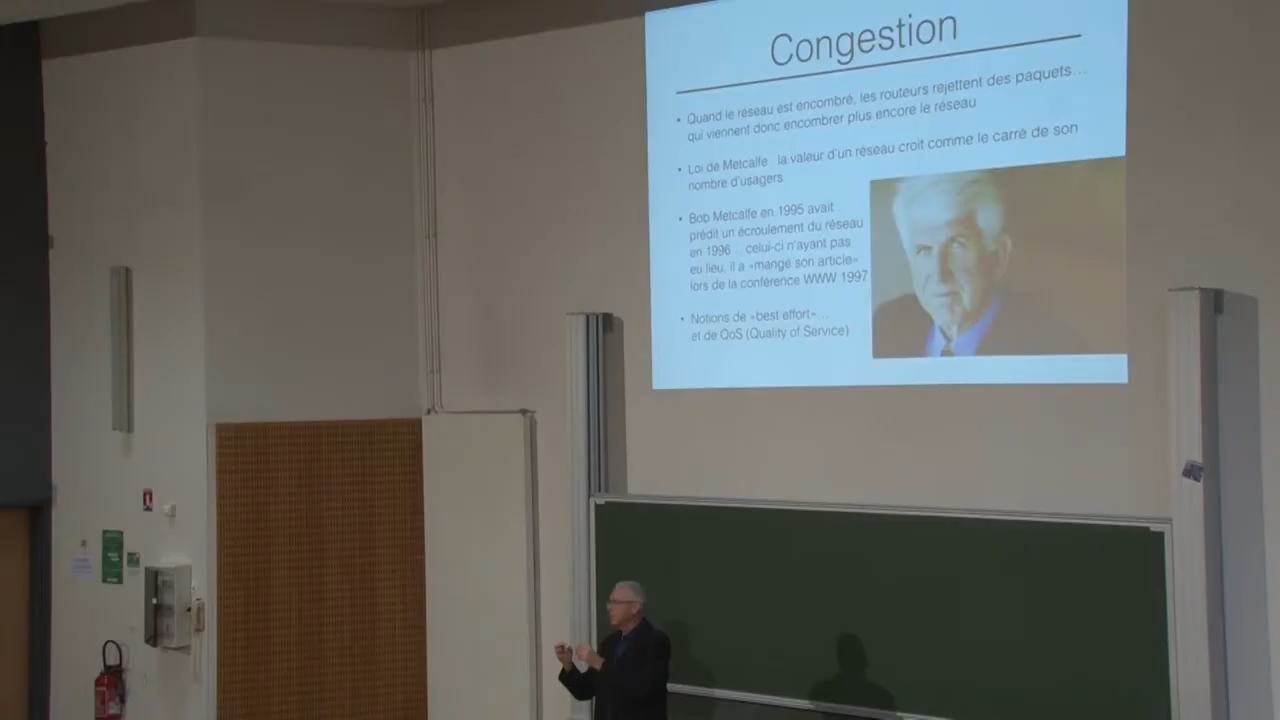 Congestion
• Quand le réseau est encombré, les routeurs rejettent des paquets…
qui viennent donc encombrer plus encore le réseau
• Loi de Metcalfe : la valeur d'un réseau croit comme le carré de son
nombre d'usagers
• Bob Metcalfe en 1995 avait
prédit un écroulement du réseau
en 1996 : celui-ci n'ayant pas
eu lieu, il a «mangé son article»
lors de la conférence WWW 1997
• Notions de «best effort»…
et de QoS (Quality of Service)